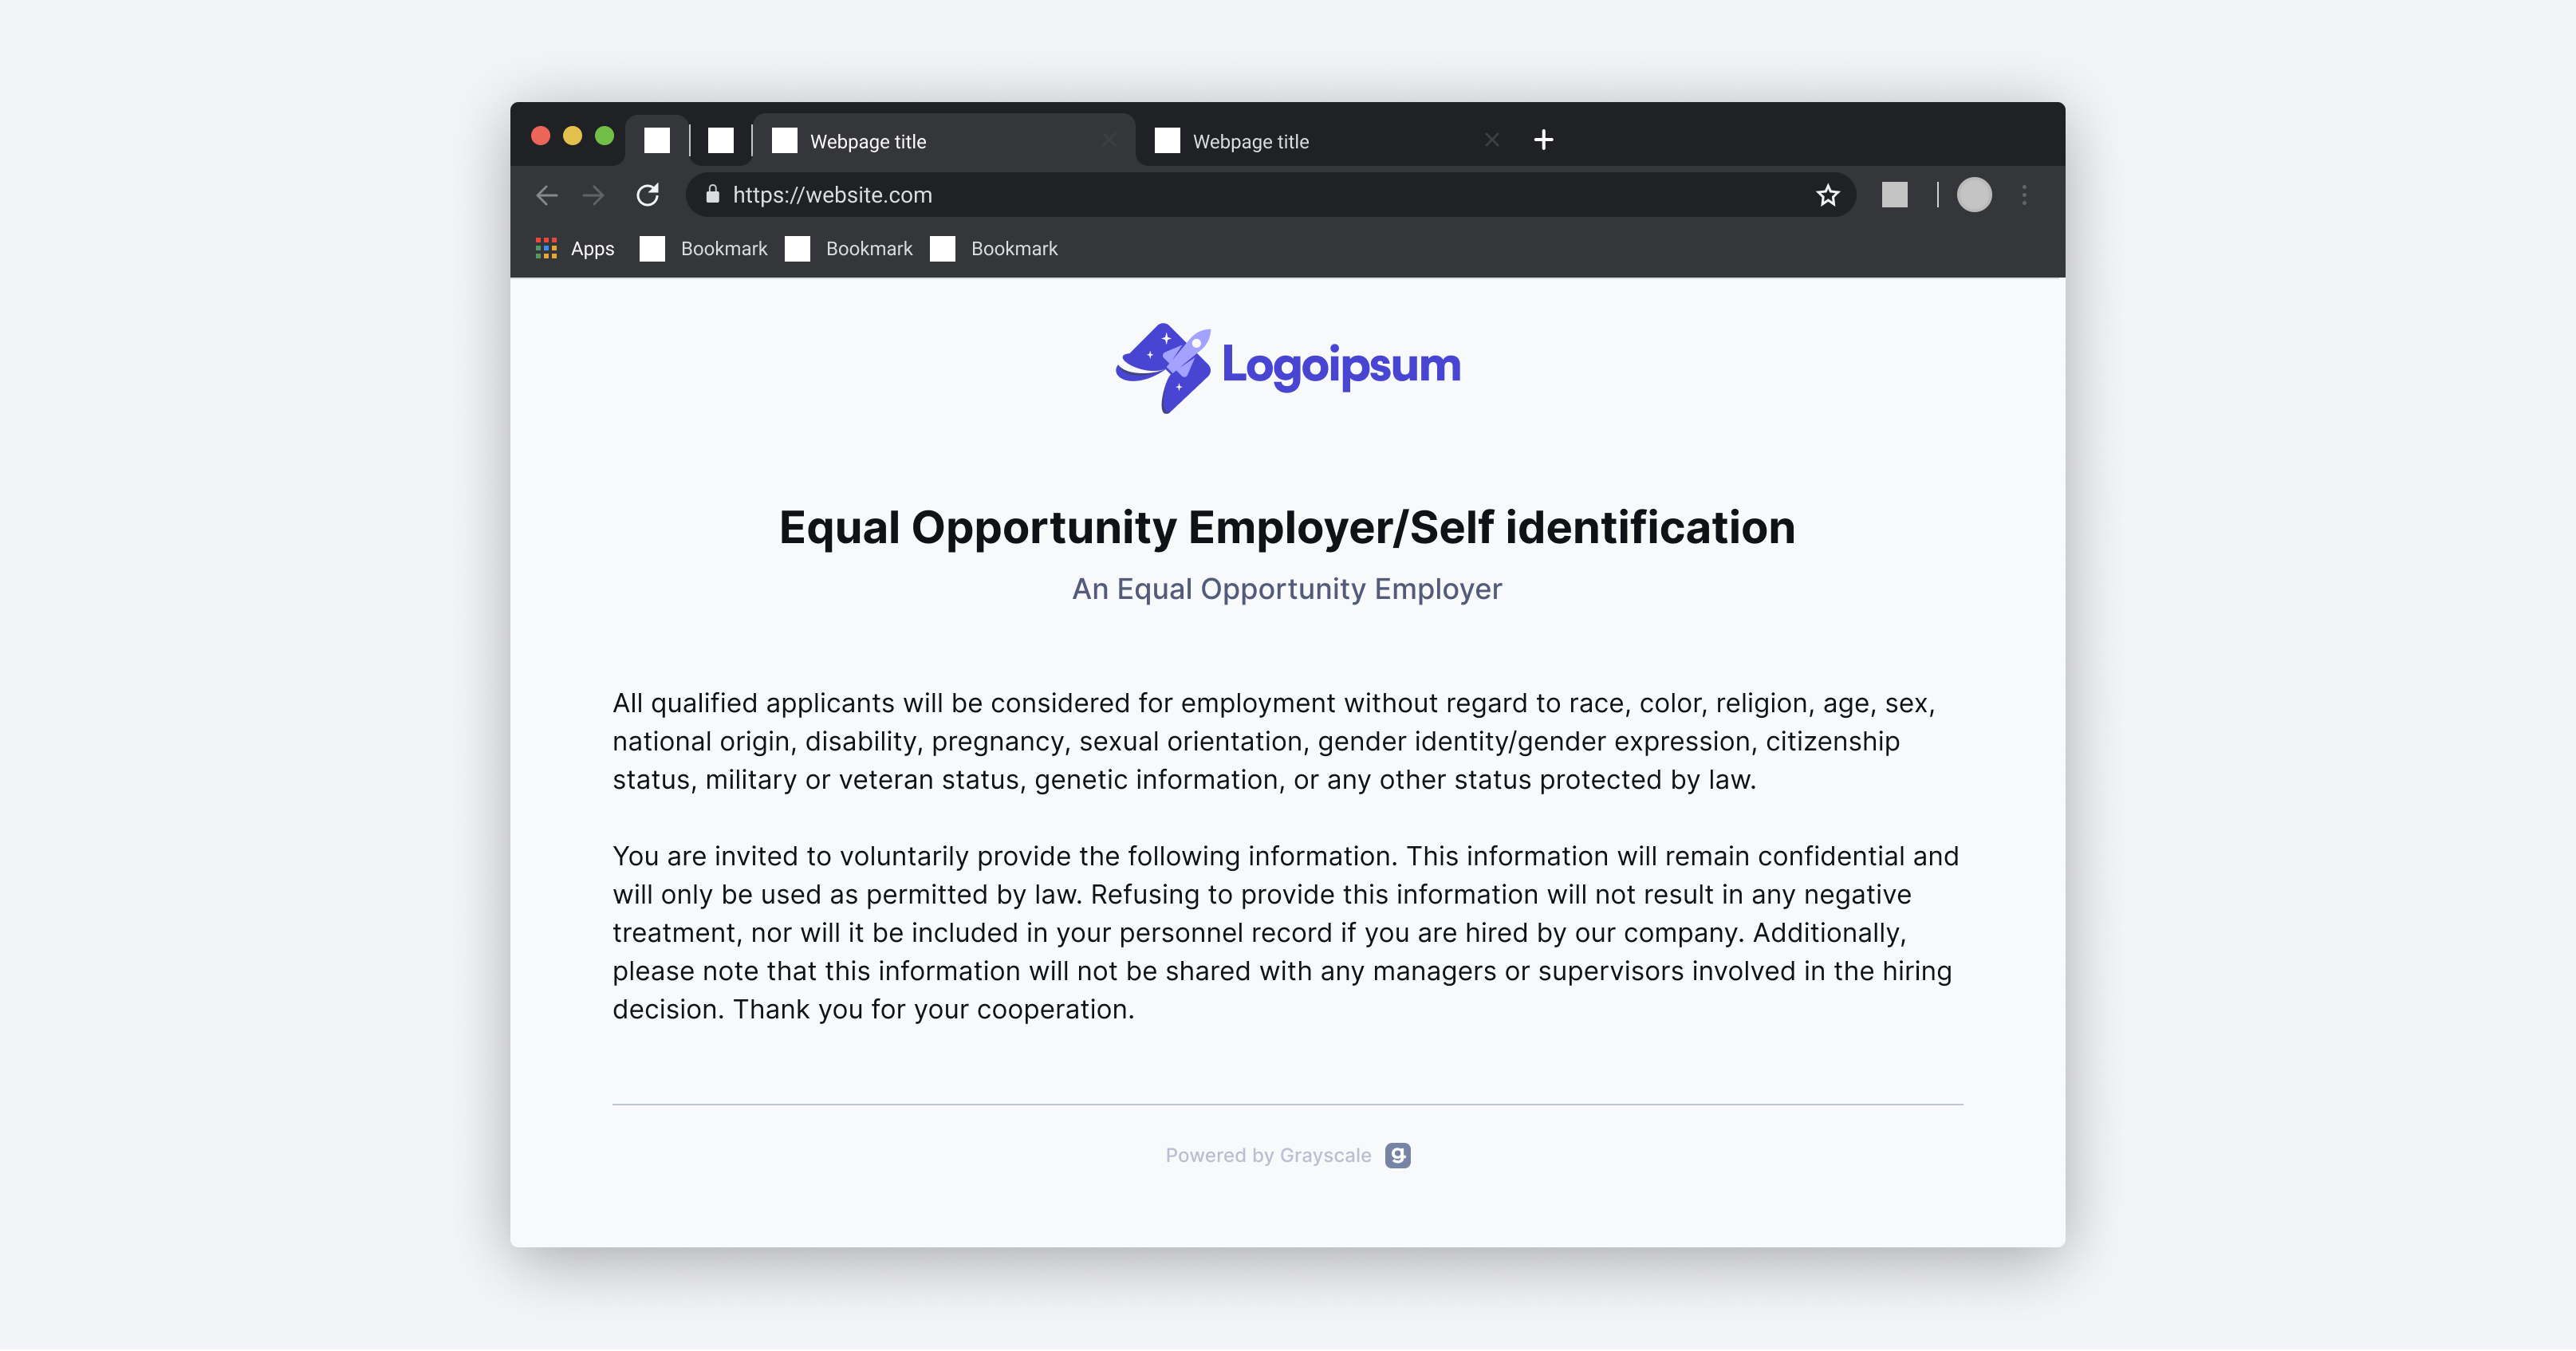 Webpage title
Webpage title
https://website.com
Apps
Bookmark
Bookmark
Bookmark
Logoipsum
Equal Opportunity Employer/Self identification
An Equal Opportunity Employer
All qualified applicants will be considered for employment without regard to race, color, religion, age, sex,
national origin, disability, pregnancy, sexual orientation, gender identity/gender expression, citizenship
status, military or veteran status, genetic information, or any other status protected by law.
You are invited to voluntarily provide the following information. This information will remain confidential and
will only be used as permitted by law. Refusing to provide this information will not result in any negative
treatment, nor will it be included in your personnel record if you are hired by our company. Additionally,
please note that this information will not be shared with any managers or supervisors involved in the hiring
decision. Thank you for your cooperation.
Powered by Grayscale g